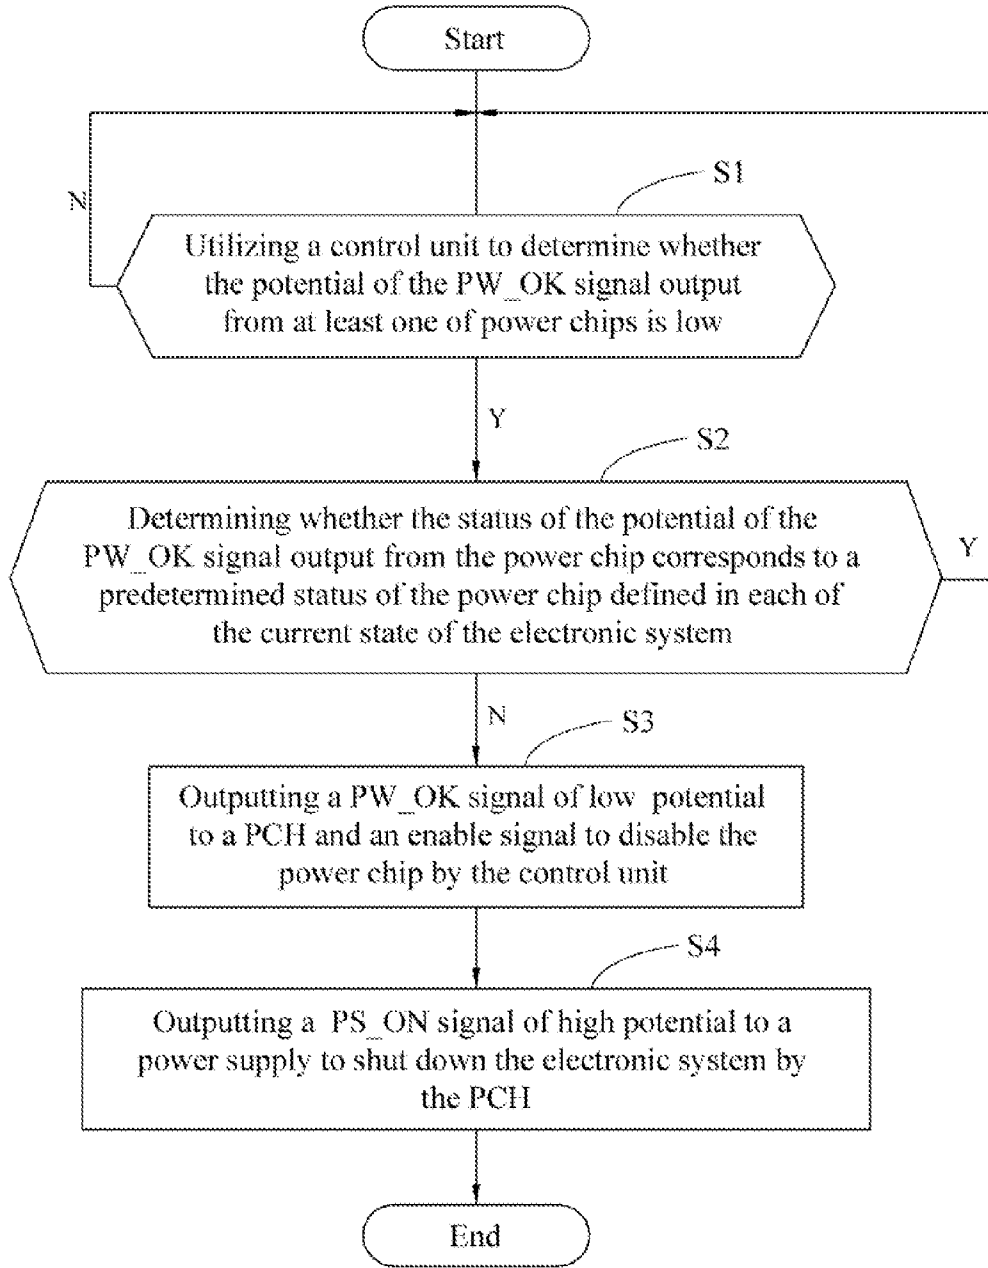 Start
N
S1
Utilizing a control unit to determine whether
the potential of the PW_OK signal output
from at least one of power chips is low
Y
S2
Determining whether the status of the potential of the
PW_OK signal output from the power chip corresponds to a
predetermined status of the power chip defined in each of
the current state of the electronic system
Y
N
S3
Outputting a PW_OK signal of low potential
to a PCH and an enable signal to disable the
power chip by the control unit
S4
Outputting a PS_ON signal of high potential to a
power supply to shut down the electronic system by
the PCH
End